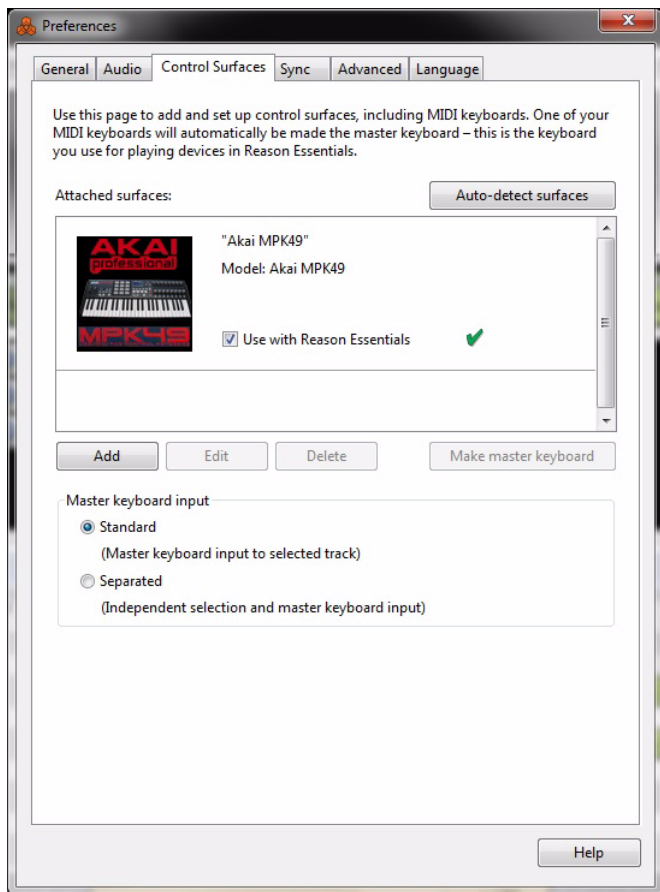 Preferences
General
Audio
Control Surfaces
Sync
Advanced
Language
Use this page to add and set up control surfaces, including MIDI keyboards. One of your
MIDI keyboards will automatically be made the master keyboard – this is the keyboard
you use for playing devices in Reason Essentials.
Attached surfaces:
Auto-detect surfaces
AKAI
professional
MPK49
"Akai MPK49"
Model: Akai MPK49
Use with Reason Essentials
Add
Edit
Delete
Make master keyboard
Master keyboard input
Standard
(Master keyboard input to selected track)
Separated
(Independent selection and master keyboard input)
Help